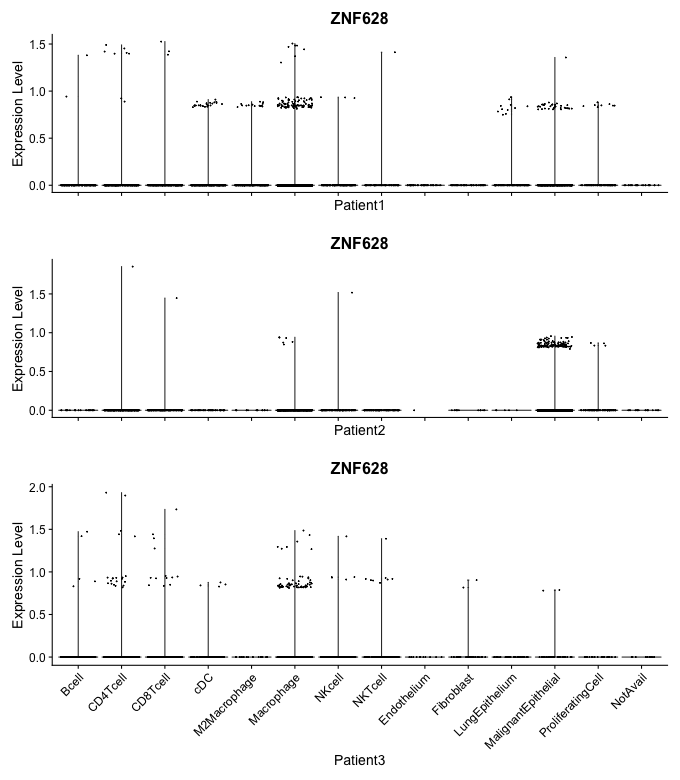 ZNF628
Expression Level
1.5
1.0
0.5
0.0
Patient1
ZNF628
Expression Level
1.5
1.0
0.5
0.0
Patient2
ZNF628
Expression Level
2.0
1.5
1.0
0.5
0.0
Bcell
CD4Tcell
CD8Tcell
cDC
M2Macrophage
Macrophage
NKcell
NKTcell
Endothelium
Fibroblast
LungEpithelium
MalignantEpithelial
ProliferatingCell
NotAvail
Patient3